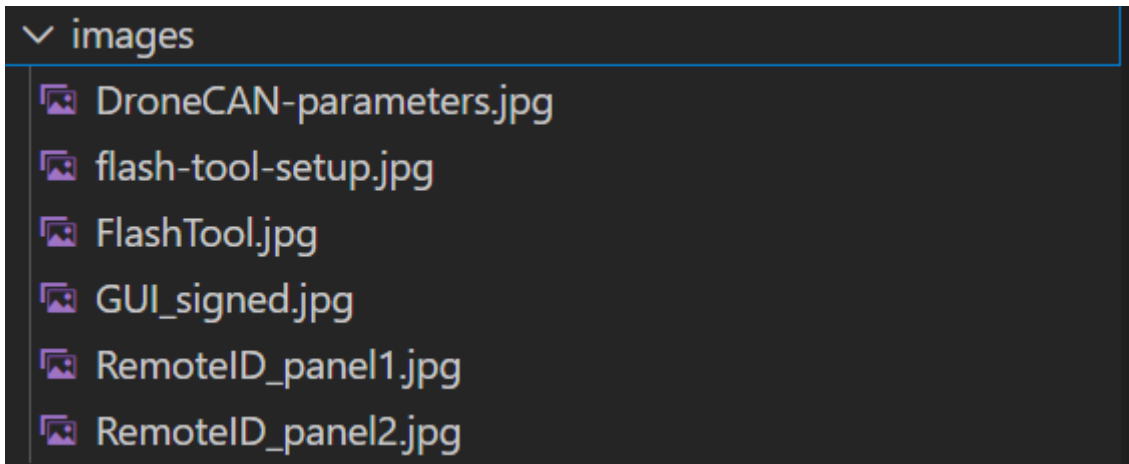 images
DroneCAN-parameters.jpg
flash-tool-setup.jpg
FlashTool.jpg
GUI_signed.jpg
RemoteID_panel1.jpg
RemoteID_panel2.jpg